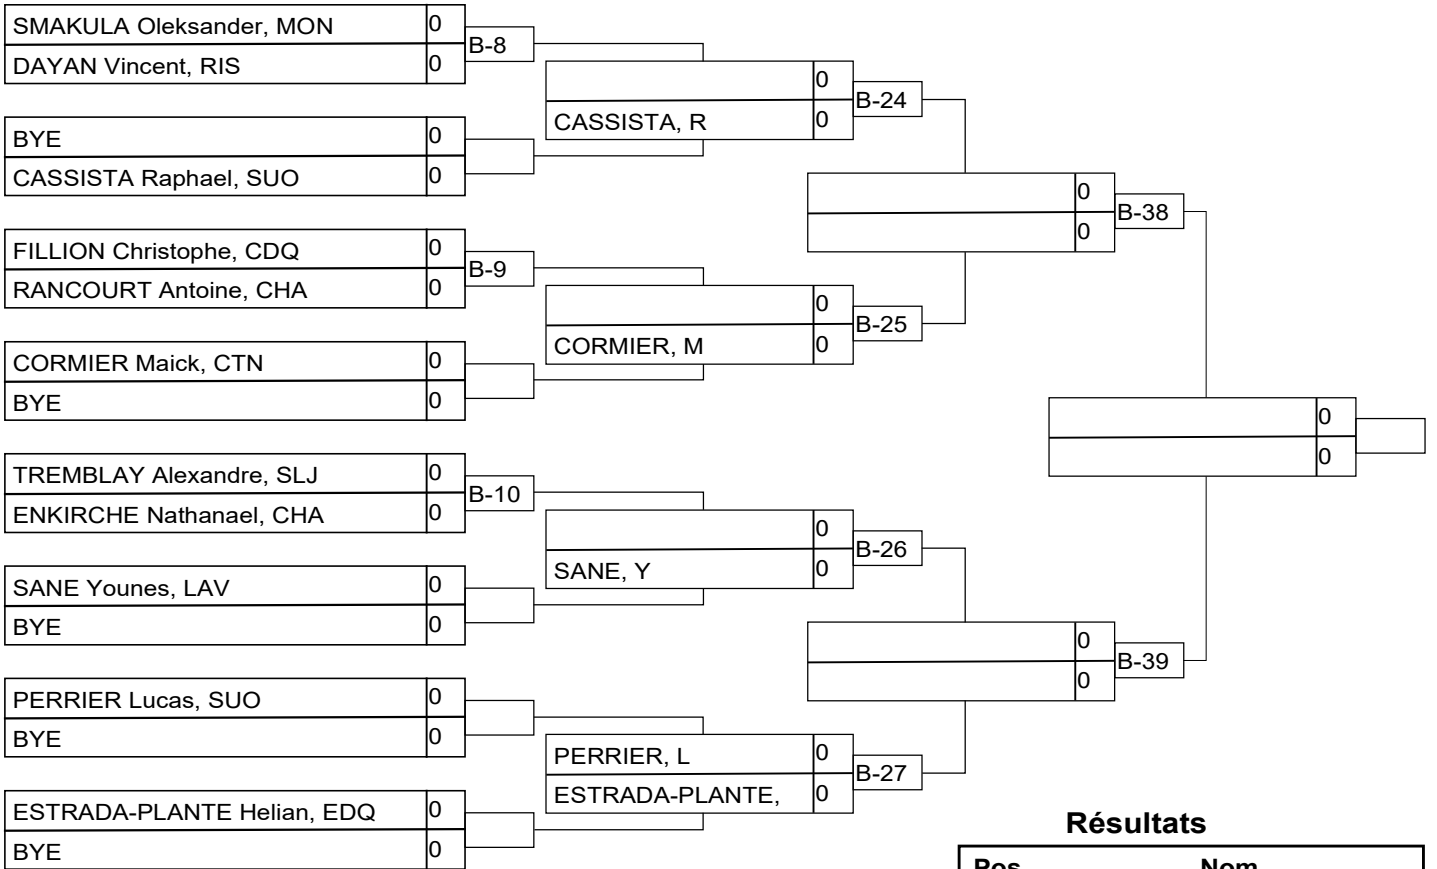 SMAKULA Oleksander, MON 0
B-8
DAYAN Vincent, RIS 0
0
B-24
CASSISTA, R 0
BYE 0
CASSISTA Raphael, SUO 0
0
B-38
0
FILLION Christophe, CDQ 0
B-9
RANCOURT Antoine, CHA 0
0
B-25
CORMIER, M 0
CORMIER Maick, CTN 0
BYE 0
0
0
TREMBLAY Alexandre, SLJ 0
B-10
ENKIRCHE Nathanael, CHA 0
0
B-26
SANE, Y 0
SANE Younes, LAV 0
BYE 0
0
B-39
0
PERRIER Lucas, SUO 0
BYE 0
PERRIER, L 0
B-27
ESTRADA-PLANTE, 0
ESTRADA-PLANTE Helian, EDQ 0
BYE 0
Résultats
Pos Nom